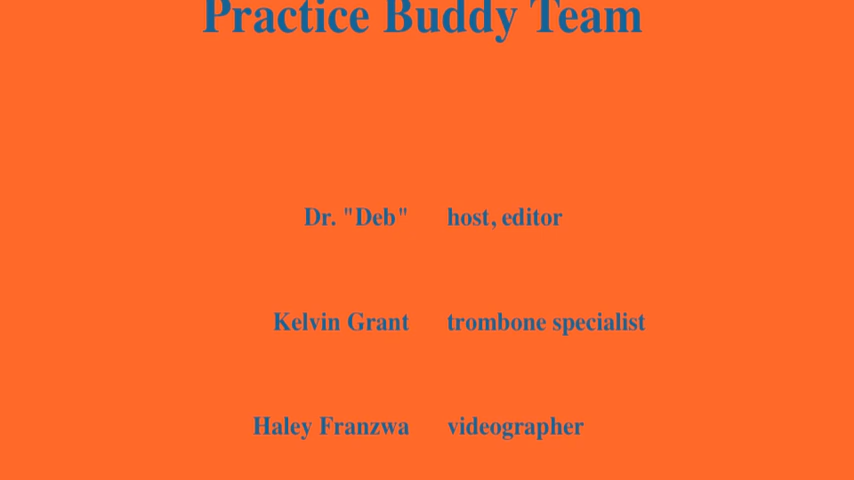 Practice Buddy Team
Dr. "Deb" host, editor
Kelvin Grant trombone specialist
Haley Franzwa videographer